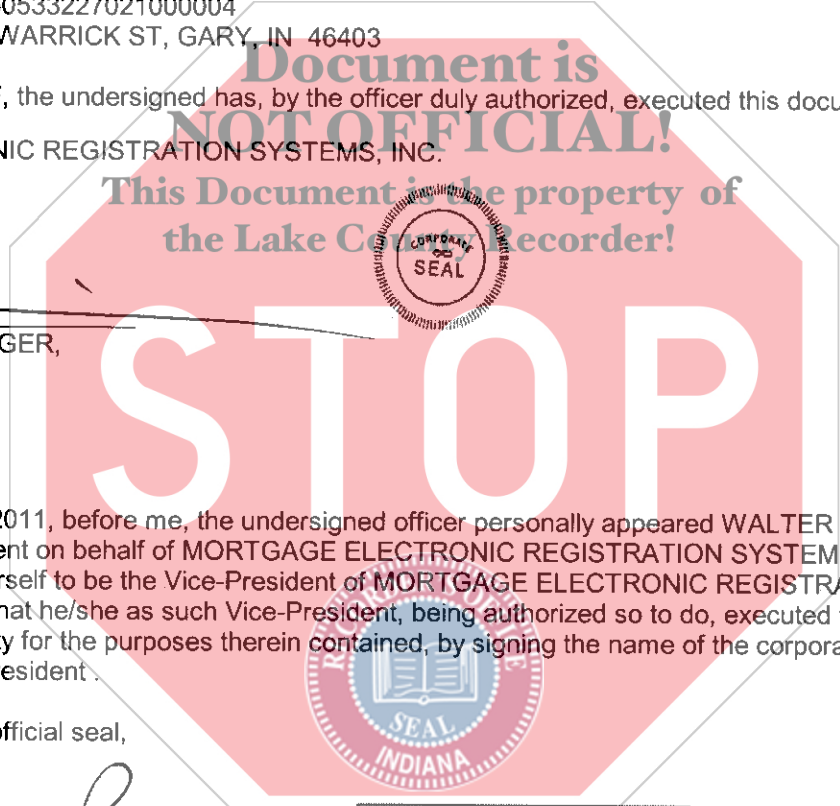 0533227021000004
WARRICK ST, GARY, IN 46403
Document is
, the undersigned has, by the officer duly authorized, executed this docu
NOT OFFICIAL!
NIC REGISTRATION SYSTEMS, INC.
This Document is the property of
the Lake County Recorder!
CORPORATE
SEAL
GER,
STOP
2011, before me, the undersigned officer personally appeared WALTER
ent on behalf of MORTGAGE ELECTRONIC REGISTRATION SYSTEM
rself to be the Vice-President of MORTGAGE ELECTRONIC REGISTRA
hat he/she as such Vice-President, being authorized so to do, executed
y for the purposes therein contained, by signing the name of the corpora
esident .
SEAL
INDIANA
official seal,